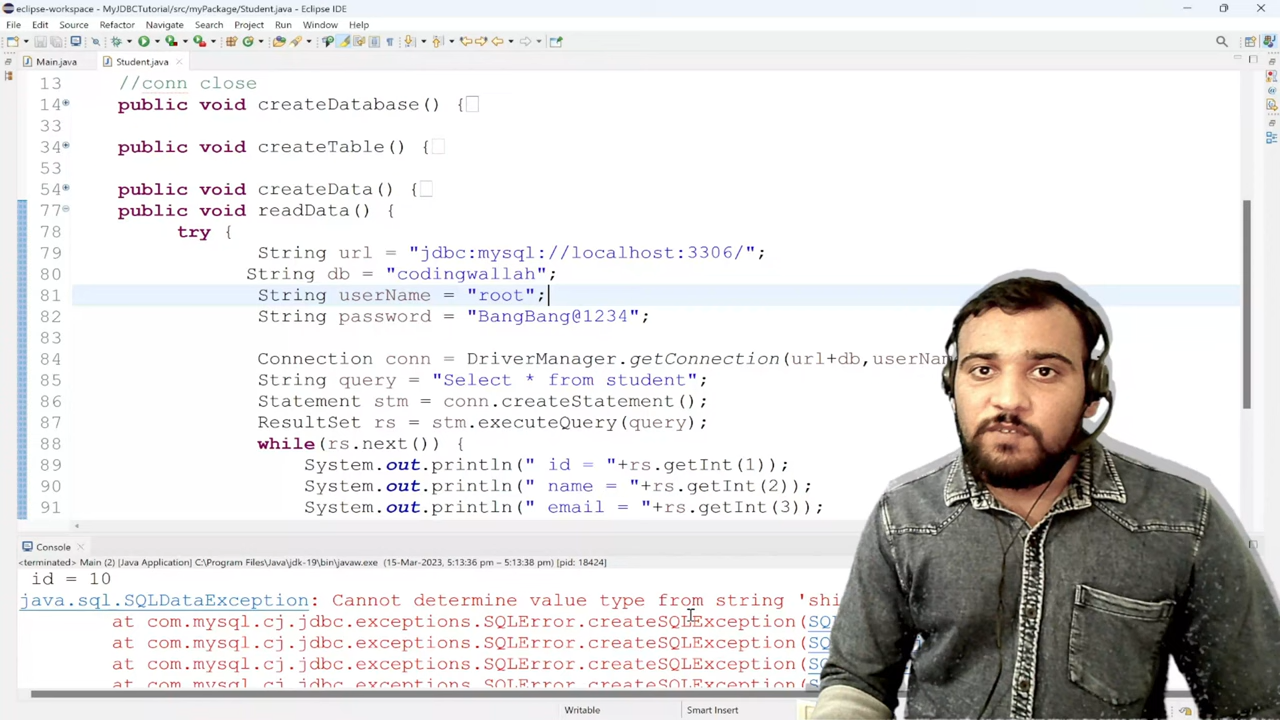 eclipse-workspace - MyJDBCTutorial/src/myPackage/Student.java - Eclipse IDE
File Edit Source Refactor Navigate Search Project Run Window Help
Main.java Student.java
13 //conn close
14 public void createDatabase() {
33
34 public void createTable() {
53
54 public void createData() {
77 public void readData() {
78 try {
79 String url = "jdbc:mysql://localhost:3306/";
80 String db = "codingwallah";
81 String userName = "root";
82 String password = "BangBang@1234";
83
84 Connection conn = DriverManager.getConnection(url+db,userNam
85 String query = "Select * from student";
86 Statement stm = conn.createStatement();
87 ResultSet rs = stm.executeQuery(query);
88 while(rs.next()) {
89 System.out.println(" id = "+rs.getInt(1));
90 System.out.println(" name = "+rs.getInt(2));
91 System.out.println(" email = "+rs.getInt(3));
Console
<terminated> Main (2) [Java Application] C:\Program Files\Java\jdk-19\bin\javaw.exe (15-Mar-2023, 5:13:36 pm – 5:13:38 pm) [pid: 18424]
id = 10
java.sql.SQLDataException: Cannot determine value type from string 'shi
at com.mysql.cj.jdbc.exceptions.SQLError.createSQLException(SQ
at com.mysql.cj.jdbc.exceptions.SQLError.createSQLException(SQ
at com.mysql.cj.jdbc.exceptions.SQLError.createSQLException(SQ
Writable Smart Insert